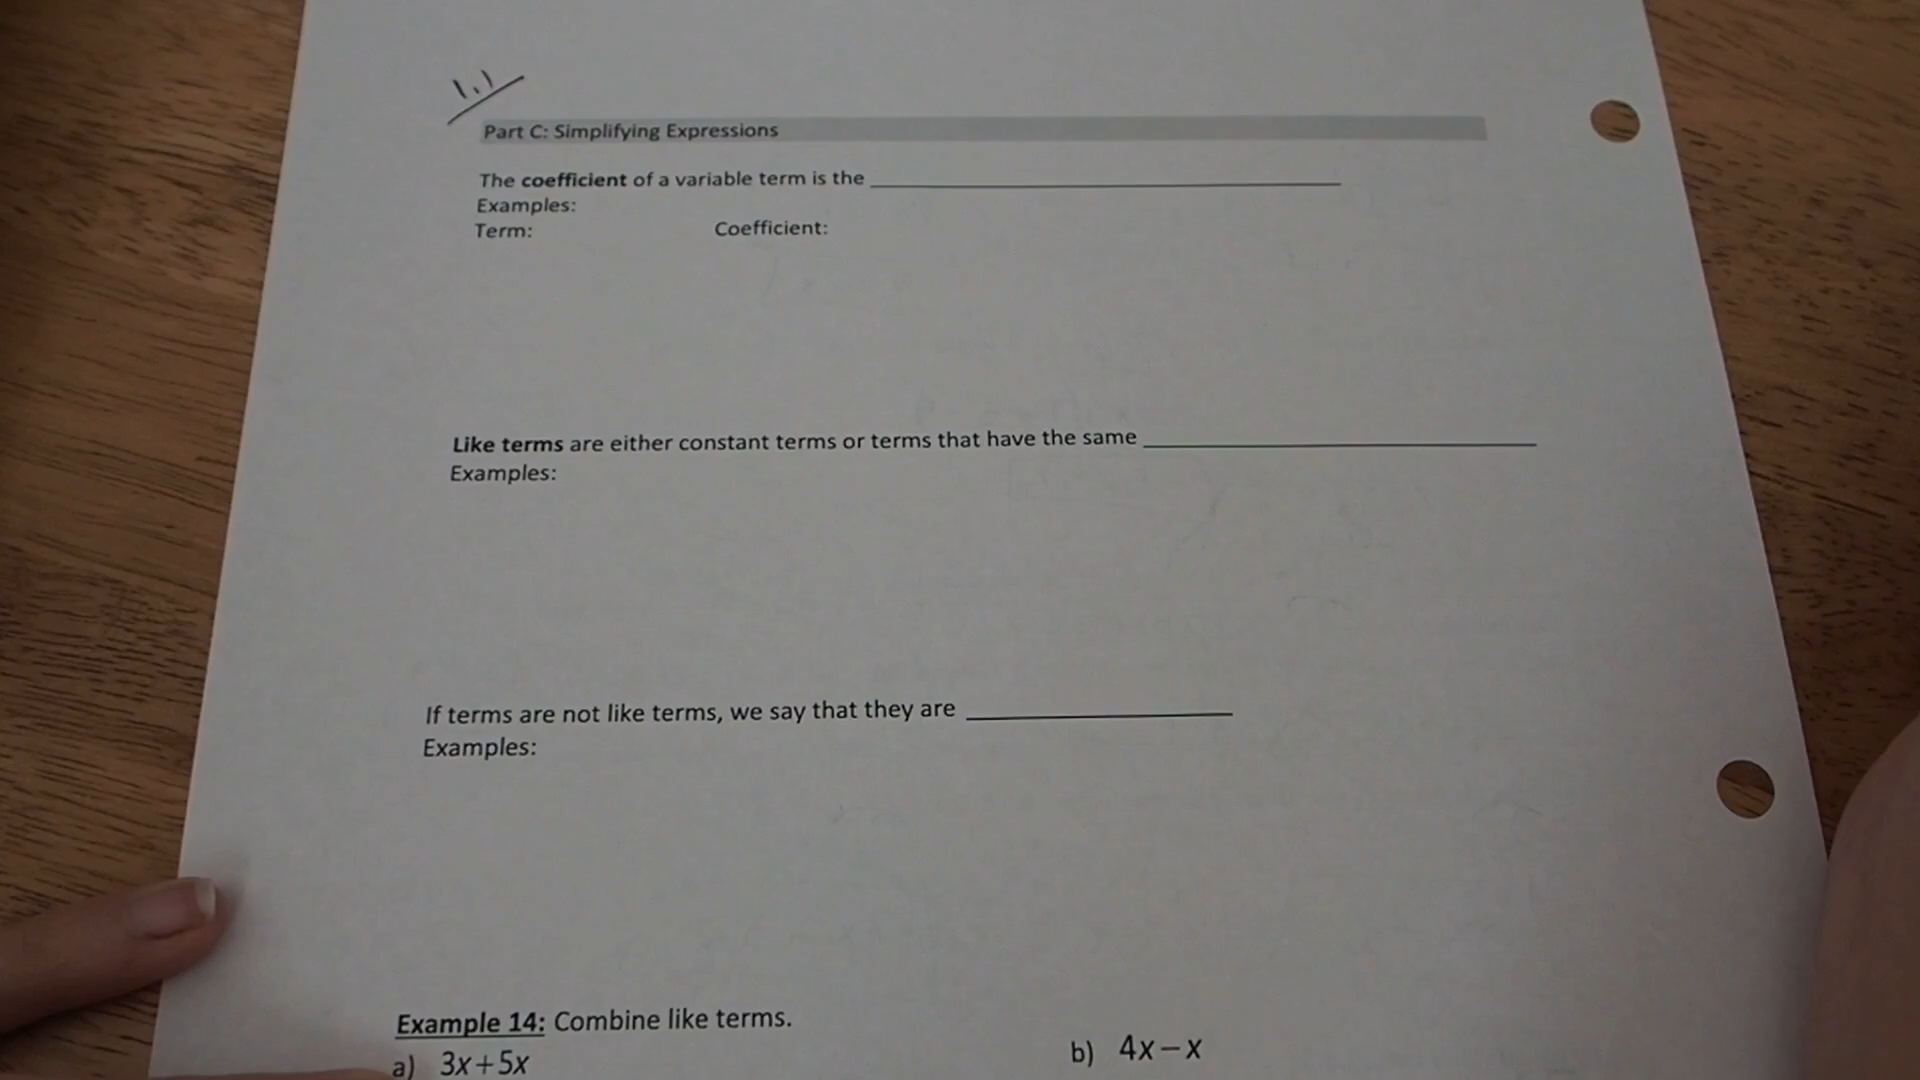 1.1
Part C: Simplifying Expressions
The coefficient of a variable term is the
Examples:
Term: Coefficient:
Like terms are either constant terms or terms that have the same
Examples:
If terms are not like terms, we say that they are
Examples:
Example 14: Combine like terms.
a) 3x+5x b) 4x−x